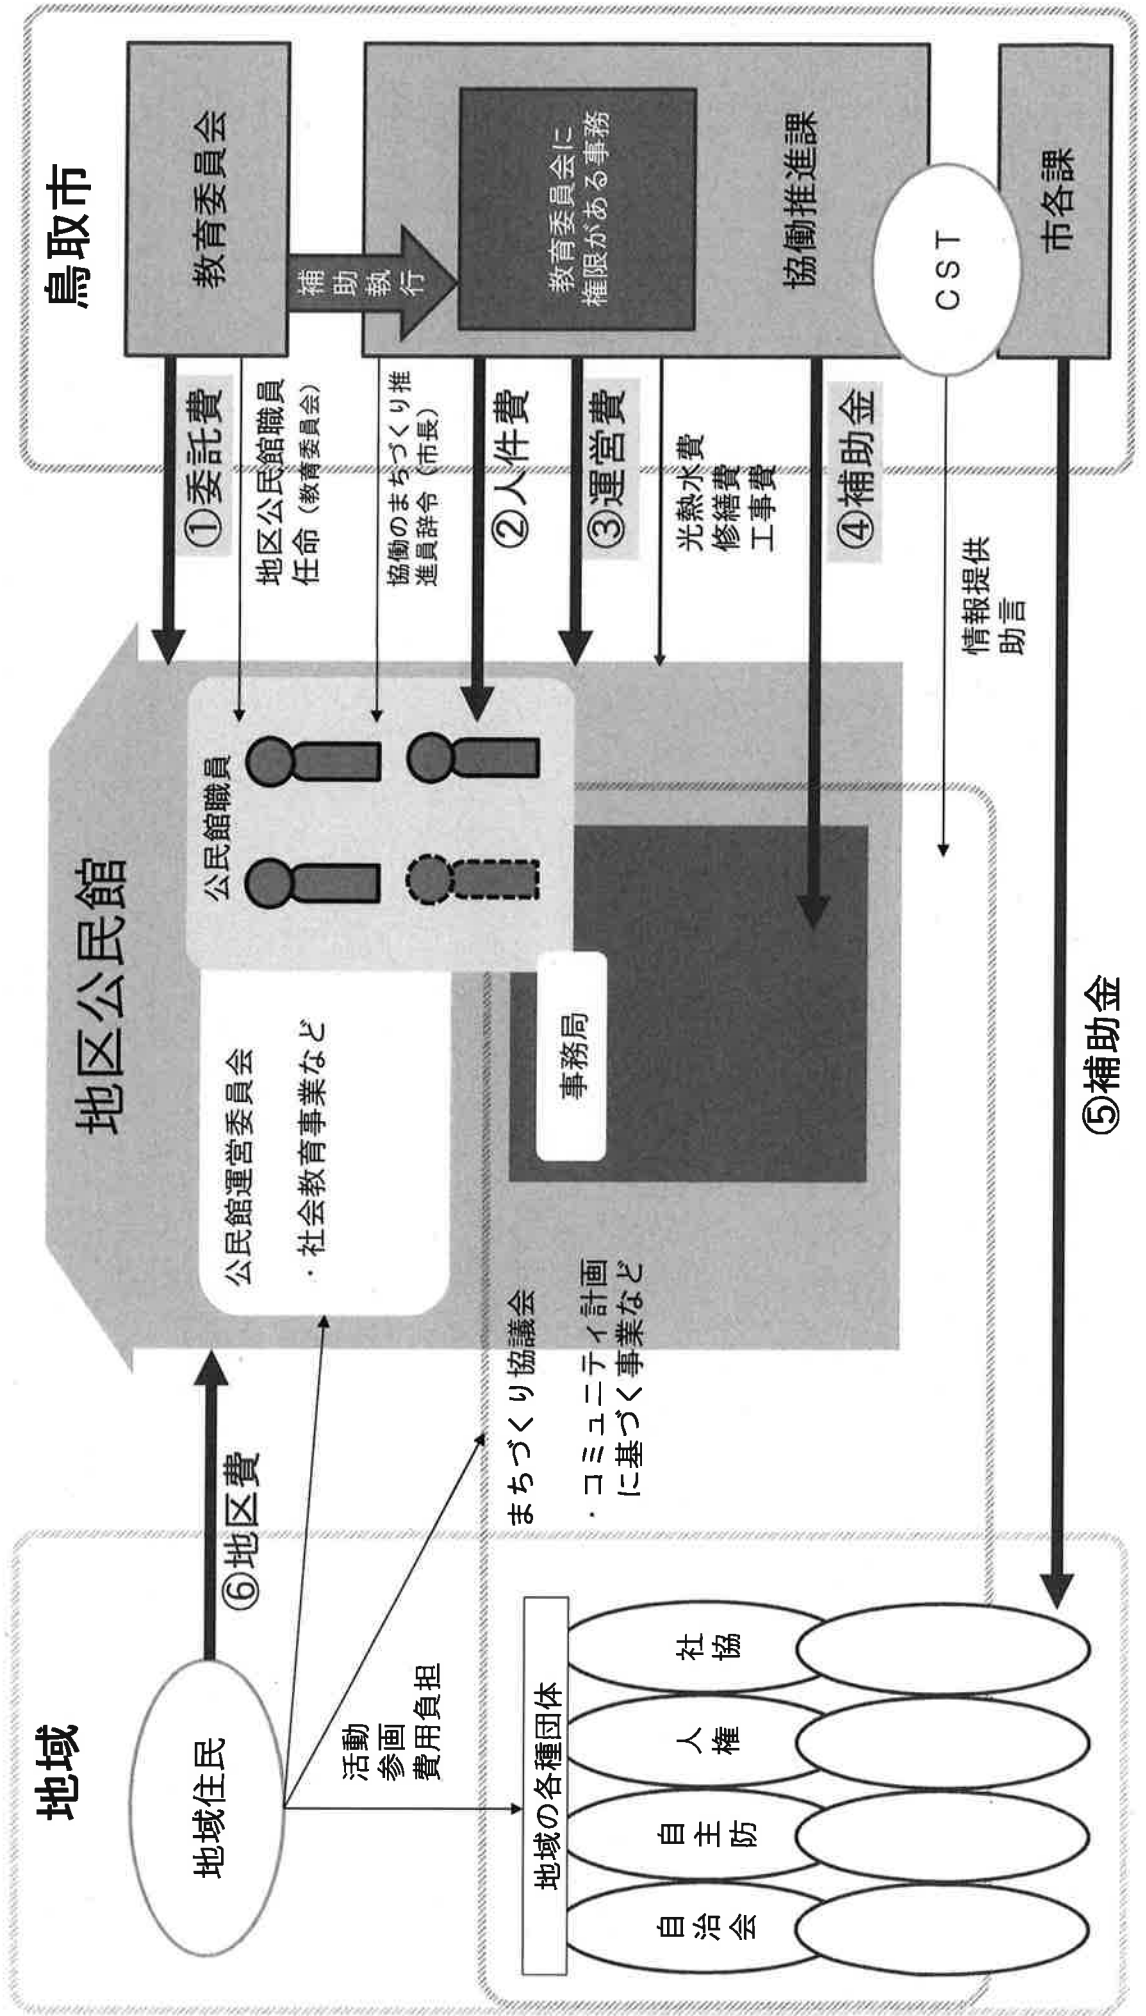 鳥取市
教育委員会
補助執行
教育委員会に
権限がある事務
協働推進課
CST
市各課
①委託費
地区公民館職員
任命（教育委員会）
協働のまちづくり推
進員辞令（市長）
②人件費
③運営費
光熱水費
修繕費
工事費
④補助金
情報提供
助言
⑤補助金
地区公民館
公民館職員
公民館運営委員会
・社会教育事業など
事務局
まちづくり協議会
・コミュニティ計画
に基づく事業など
⑥地区費
地域
地域住民
活動
参画
費用負担
地域の各種団体
自治会
自主防
人権
社協